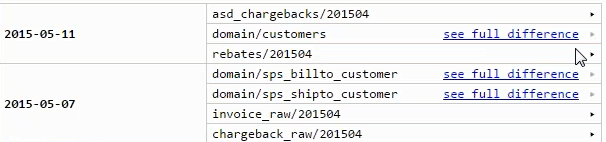 asd_chargebacks/201504
2015-05-11
domain/customers see full difference
rebates/201504
domain/sps_billto_customer see full difference
2015-05-07
domain/sps_shipto_customer see full difference
invoice_raw/201504
chargeback_raw/201504